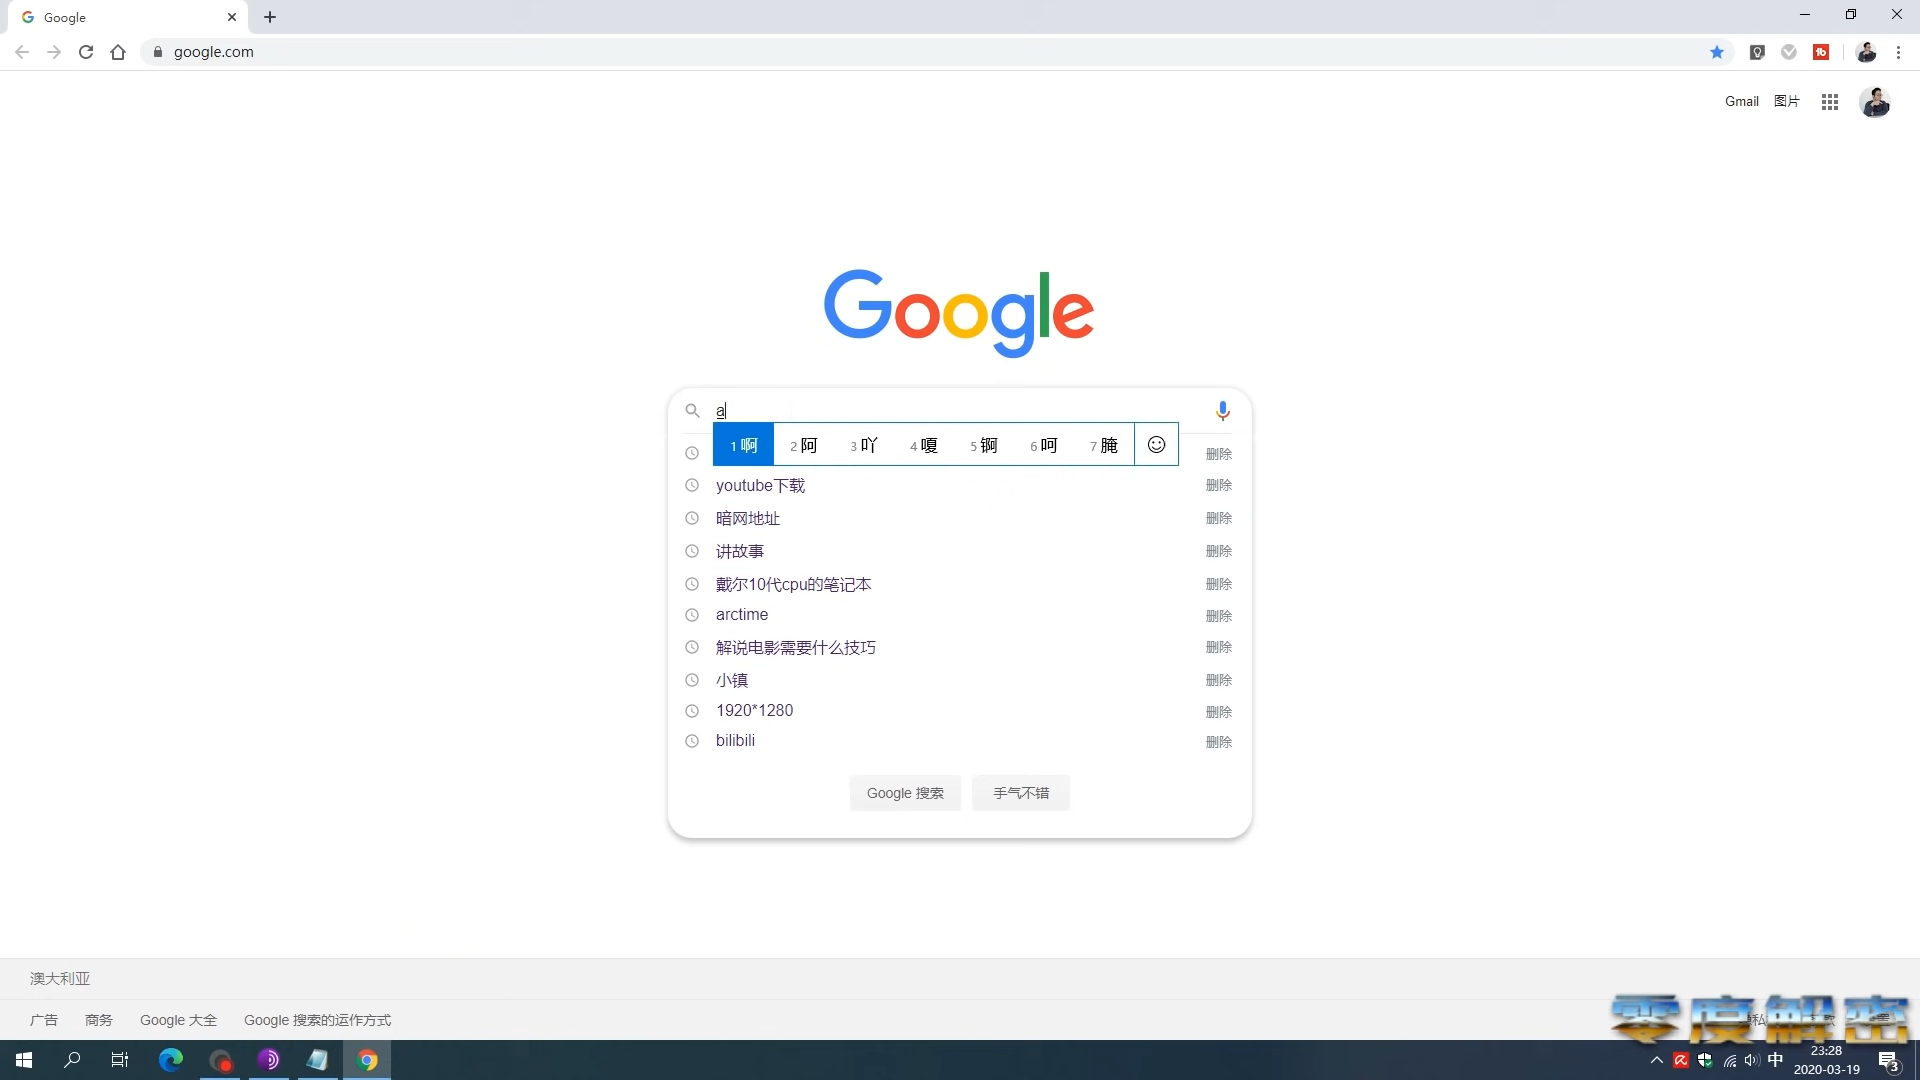 Google
google.com
Gmail 图片
Google
a
1 啊 2 阿 3 吖 4 嗄 5 锕 6 呵 7 腌
删除
youtube下载 删除
暗网地址 删除
讲故事 删除
戴尔10代cpu的笔记本 删除
arctime 删除
解说电影需要什么技巧 删除
小镇 删除
1920*1280 删除
bilibili 删除
Google 搜索 手气不错
澳大利亚
广告 商务 Google 大全 Google 搜索的运作方式
零度解密
中 23:28
2020-03-19
3